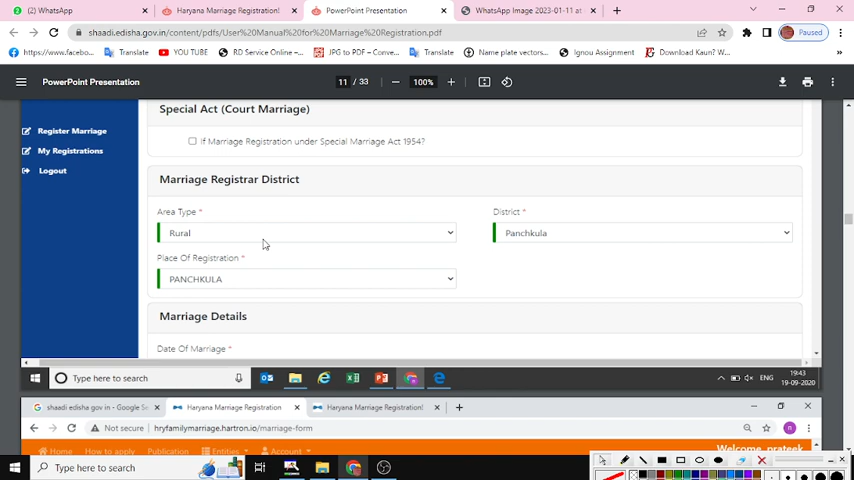 (2) WhatsApp
Haryana Marriage Registration!
PowerPoint Presentation
WhatsApp Image 2023-01-11 at
shaadi.edisha.gov.in/content/pdfs/User%20Manual%20for%20Marriage%20Registration.pdf
Paused
https://www.facebo...
Translate
YOU TUBE
RD Service Online -...
JPG to PDF – Conve...
Translate
Name plate vectors...
Ignou Assignment
Download Kaun? W...
»
PowerPoint Presentation
11 / 33
100%
Special Act (Court Marriage)
Register Marriage
If Marriage Registration under Special Marriage Act 1954?
My Registrations
Logout
Marriage Registrar District
Area Type *
District *
Rural
Panchkula
Place Of Registration *
PANCHKULA
Marriage Details
Date Of Marriage *
Type here to search
ENG
19:43
19-09-2020
shaadi edisha gov in - Google Se
Haryana Marriage Registration!
Haryana Marriage Registration!
Not secure | hryfamilymarriage.hartron.io/marriage-form
n
Home
How to apply
Publication
Entities
Account
Welcome, prateek
Type here to search